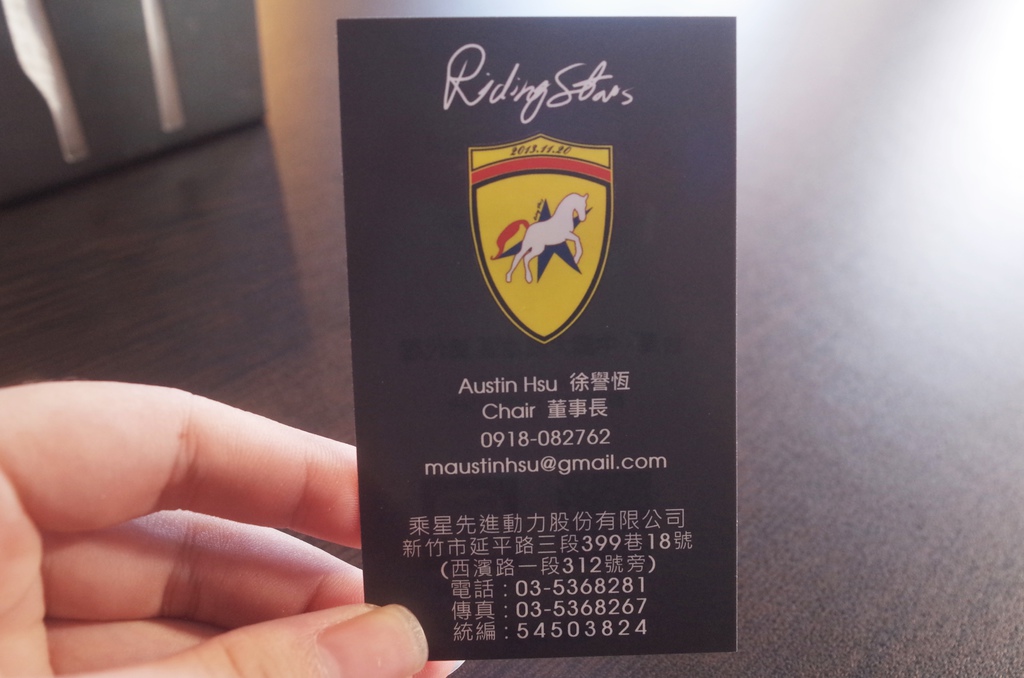 RidingStars
2013.11.20
Austin Hsu 徐譽恆
Chair 董事長
0918-082762
maustinhsu@gmail.com
乘星先進動力股份有限公司
新竹市延平路三段399巷18號
(西濱路一段312號旁)
電話：03-5368281
傳真：03-5368267
統編：54503824